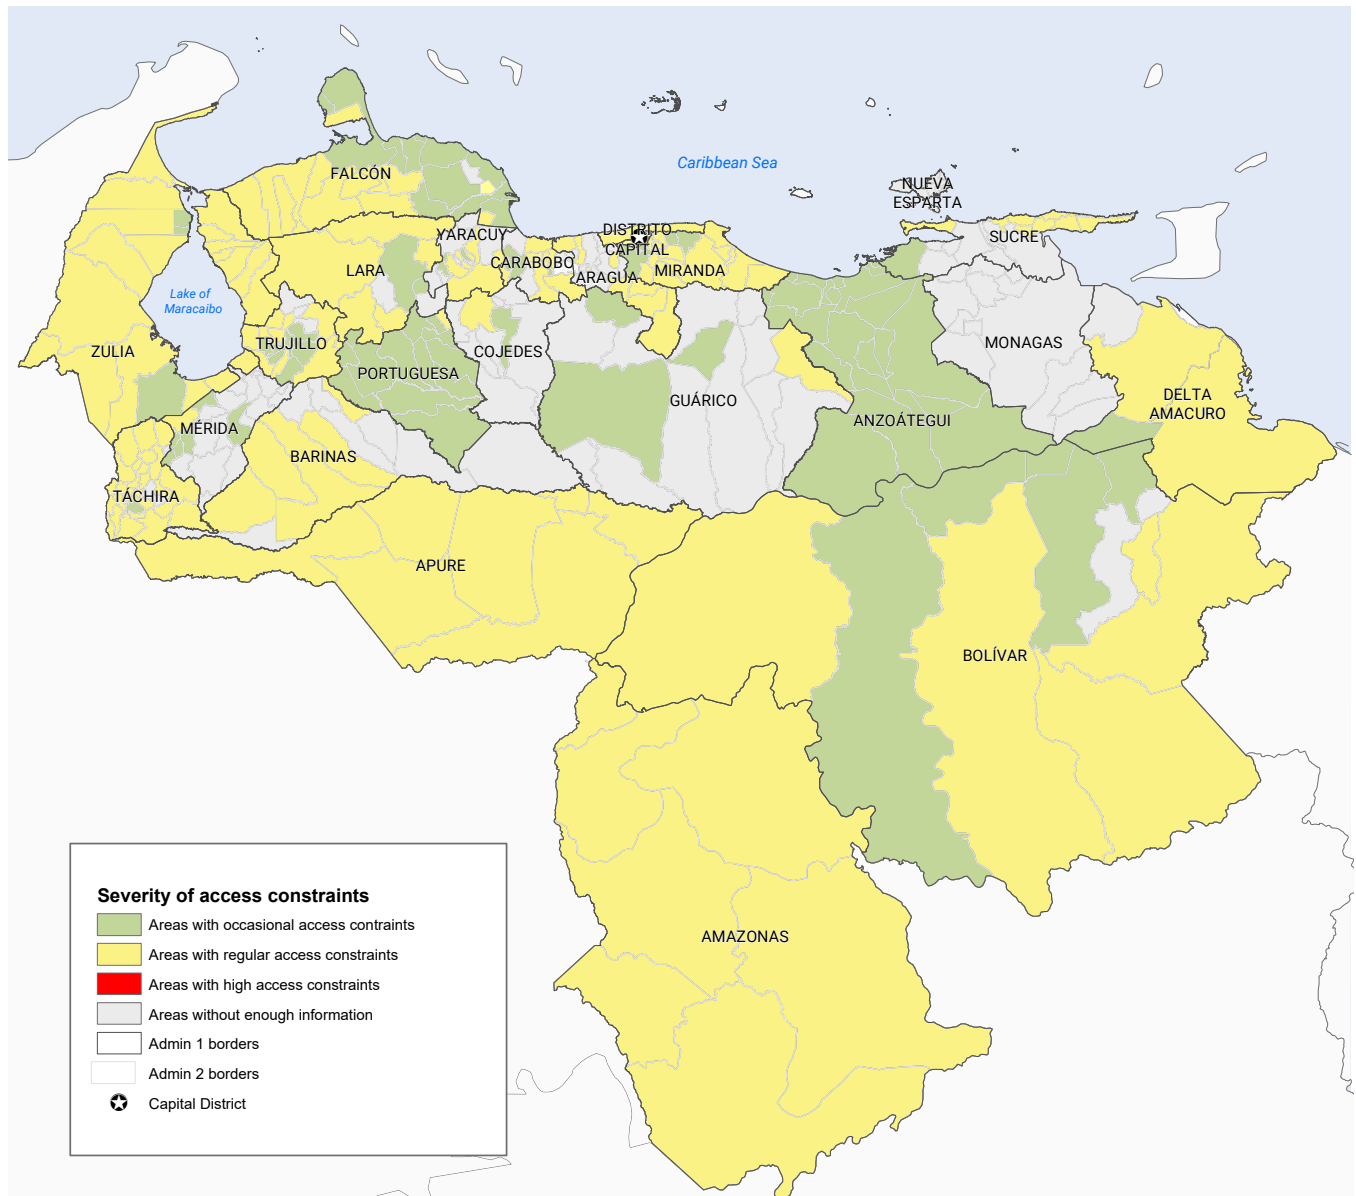 Caribbean Sea
FALCÓN
NUEVA
ESPARTA
DISTRITO
CAPITAL
YARACUY
SUCRE
CARABOBO
LARA
ARAGUA
MIRANDA
Lake of
Maracaibo
ZULIA
TRUJILLO
COJEDES
MONAGAS
PORTUGUESA
GUÁRICO
DELTA
AMACURO
ANZOÁTEGUI
MÉRIDA
BARINAS
TÁCHIRA
APURE
BOLÍVAR
AMAZONAS
Severity of access constraints
Areas with occasional access contraints
Areas with regular access constraints
Areas with high access constraints
Areas without enough information
Admin 1 borders
Admin 2 borders
Capital District